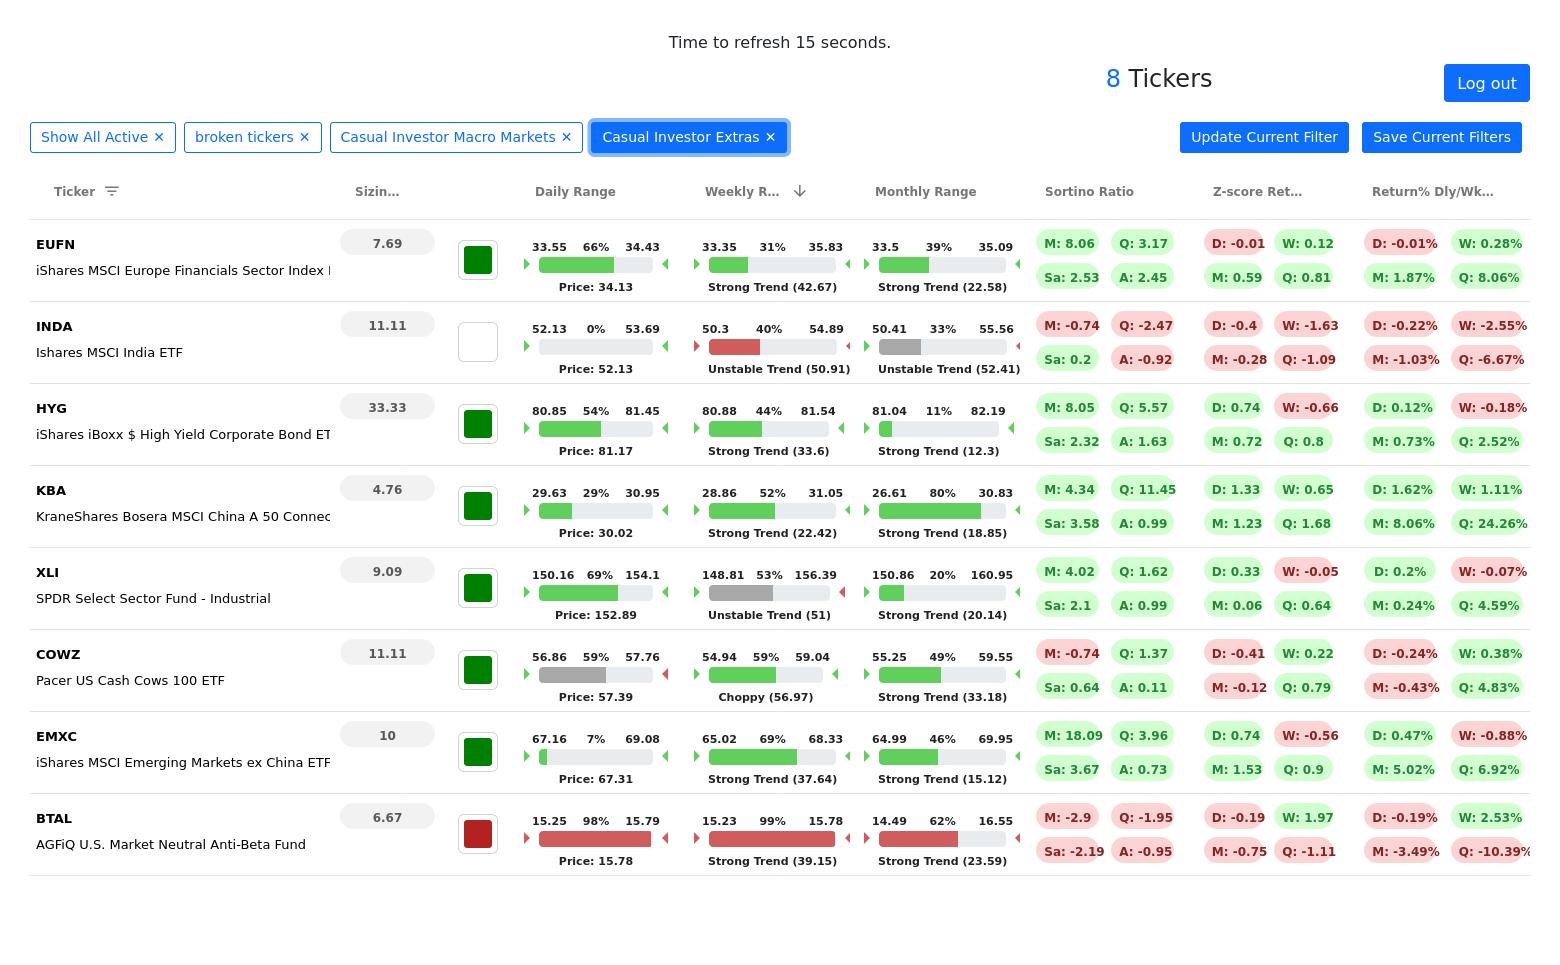 Time to refresh 15 seconds.
8 Tickers
Log out
Show All Active ✕ broken tickers ✕ Casual Investor Macro Markets ✕ Casual Investor Extras ✕ Update Current Filter Save Current Filters
Ticker Sizin… Daily Range Weekly R… Monthly Range Sortino Ratio Z-score Ret… Return% Dly/Wk…
EUFN 7.69 33.55 66% 34.43 33.35 31% 35.83 33.5 39% 35.09 M: 8.06 Q: 3.17 D: -0.01 W: 0.12 D: -0.01% W: 0.28%
iShares MSCI Europe Financials Sector Index Price: 34.13 Strong Trend (42.67) Strong Trend (22.58) Sa: 2.53 A: 2.45 M: 0.59 Q: 0.81 M: 1.87% Q: 8.06%
INDA 11.11 52.13 0% 53.69 50.3 40% 54.89 50.41 33% 55.56 M: -0.74 Q: -2.47 D: -0.4 W: -1.63 D: -0.22% W: -2.55%
Ishares MSCI India ETF Price: 52.13 Unstable Trend (50.91) Unstable Trend (52.41) Sa: 0.2 A: -0.92 M: -0.28 Q: -1.09 M: -1.03% Q: -6.67%
HYG 33.33 80.85 54% 81.45 80.88 44% 81.54 81.04 11% 82.19 M: 8.05 Q: 5.57 D: 0.74 W: -0.66 D: 0.12% W: -0.18%
iShares iBoxx $ High Yield Corporate Bond ET Price: 81.17 Strong Trend (33.6) Strong Trend (12.3) Sa: 2.32 A: 1.63 M: 0.72 Q: 0.8 M: 0.73% Q: 2.52%
KBA 4.76 29.63 29% 30.95 28.86 52% 31.05 26.61 80% 30.83 M: 4.34 Q: 11.45 D: 1.33 W: 0.65 D: 1.62% W: 1.11%
KraneShares Bosera MSCI China A 50 Connec Price: 30.02 Strong Trend (22.42) Strong Trend (18.85) Sa: 3.58 A: 0.99 M: 1.23 Q: 1.68 M: 8.06% Q: 24.26%
XLI 9.09 150.16 69% 154.1 148.81 53% 156.39 150.86 20% 160.95 M: 4.02 Q: 1.62 D: 0.33 W: -0.05 D: 0.2% W: -0.07%
SPDR Select Sector Fund - Industrial Price: 152.89 Unstable Trend (51) Strong Trend (20.14) Sa: 2.1 A: 0.99 M: 0.06 Q: 0.64 M: 0.24% Q: 4.59%
COWZ 11.11 56.86 59% 57.76 54.94 59% 59.04 55.25 49% 59.55 M: -0.74 Q: 1.37 D: -0.41 W: 0.22 D: -0.24% W: 0.38%
Pacer US Cash Cows 100 ETF Price: 57.39 Choppy (56.97) Strong Trend (33.18) Sa: 0.64 A: 0.11 M: -0.12 Q: 0.79 M: -0.43% Q: 4.83%
EMXC 10 67.16 7% 69.08 65.02 69% 68.33 64.99 46% 69.95 M: 18.09 Q: 3.96 D: 0.74 W: -0.56 D: 0.47% W: -0.88%
iShares MSCI Emerging Markets ex China ETF Price: 67.31 Strong Trend (37.64) Strong Trend (15.12) Sa: 3.67 A: 0.73 M: 1.53 Q: 0.9 M: 5.02% Q: 6.92%
BTAL 6.67 15.25 98% 15.79 15.23 99% 15.78 14.49 62% 16.55 M: -2.9 Q: -1.95 D: -0.19 W: 1.97 D: -0.19% W: 2.53%
AGFiQ U.S. Market Neutral Anti-Beta Fund Price: 15.78 Strong Trend (39.15) Strong Trend (23.59) Sa: -2.19 A: -0.95 M: -0.75 Q: -1.11 M: -3.49% Q: -10.39%